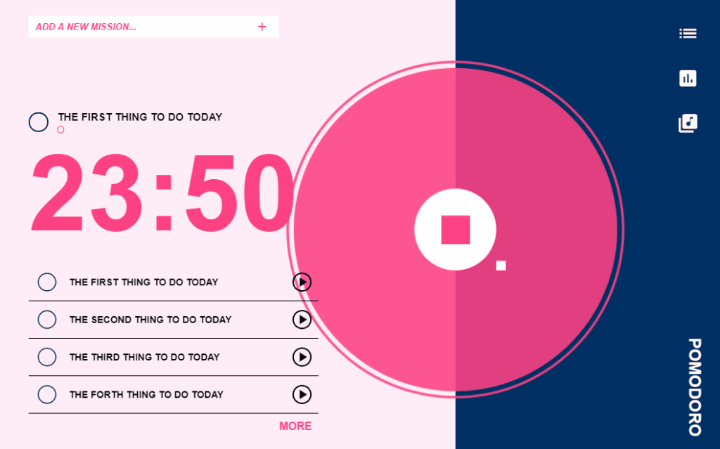 ADD A NEW MISSION...
+
THE FIRST THING TO DO TODAY
23:50
THE FIRST THING TO DO TODAY
THE SECOND THING TO DO TODAY
THE THIRD THING TO DO TODAY
THE FORTH THING TO DO TODAY
MORE
POMODORO